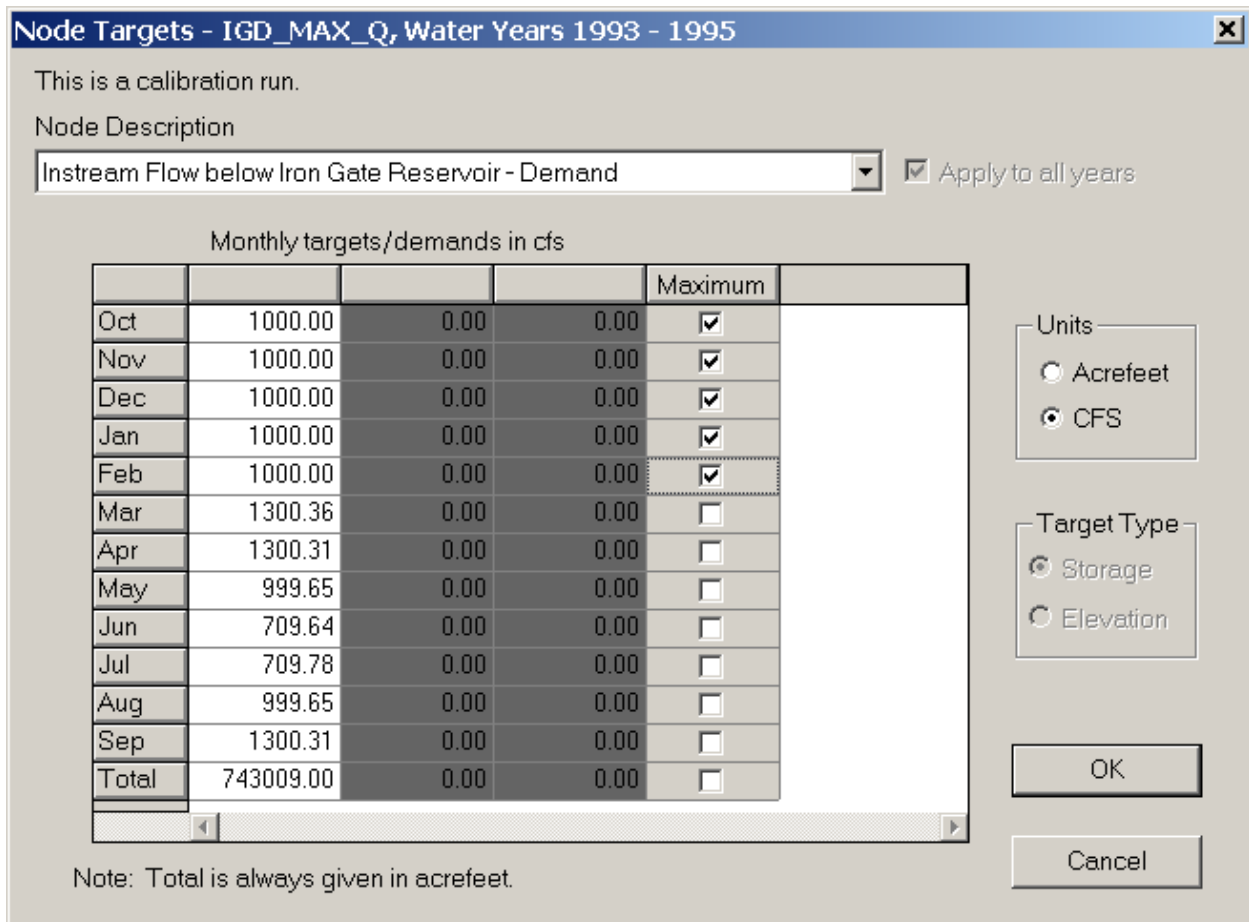 Node Targets - IGD_MAX_Q, Water Years 1993 - 1995
This is a calibration run.
Node Description
Instream Flow below Iron Gate Reservoir - Demand
Apply to all years
Monthly targets/demands in cfs
Maximum
Oct 1000.00 0.00 0.00
Nov 1000.00 0.00 0.00
Dec 1000.00 0.00 0.00
Jan 1000.00 0.00 0.00
Feb 1000.00 0.00 0.00
Mar 1300.36 0.00 0.00
Apr 1300.31 0.00 0.00
May 999.65 0.00 0.00
Jun 709.64 0.00 0.00
Jul 709.78 0.00 0.00
Aug 999.65 0.00 0.00
Sep 1300.31 0.00 0.00
Total 743009.00 0.00 0.00
Units
Acrefeet
CFS
Target Type
Storage
Elevation
OK
Cancel
Note: Total is always given in acrefeet.